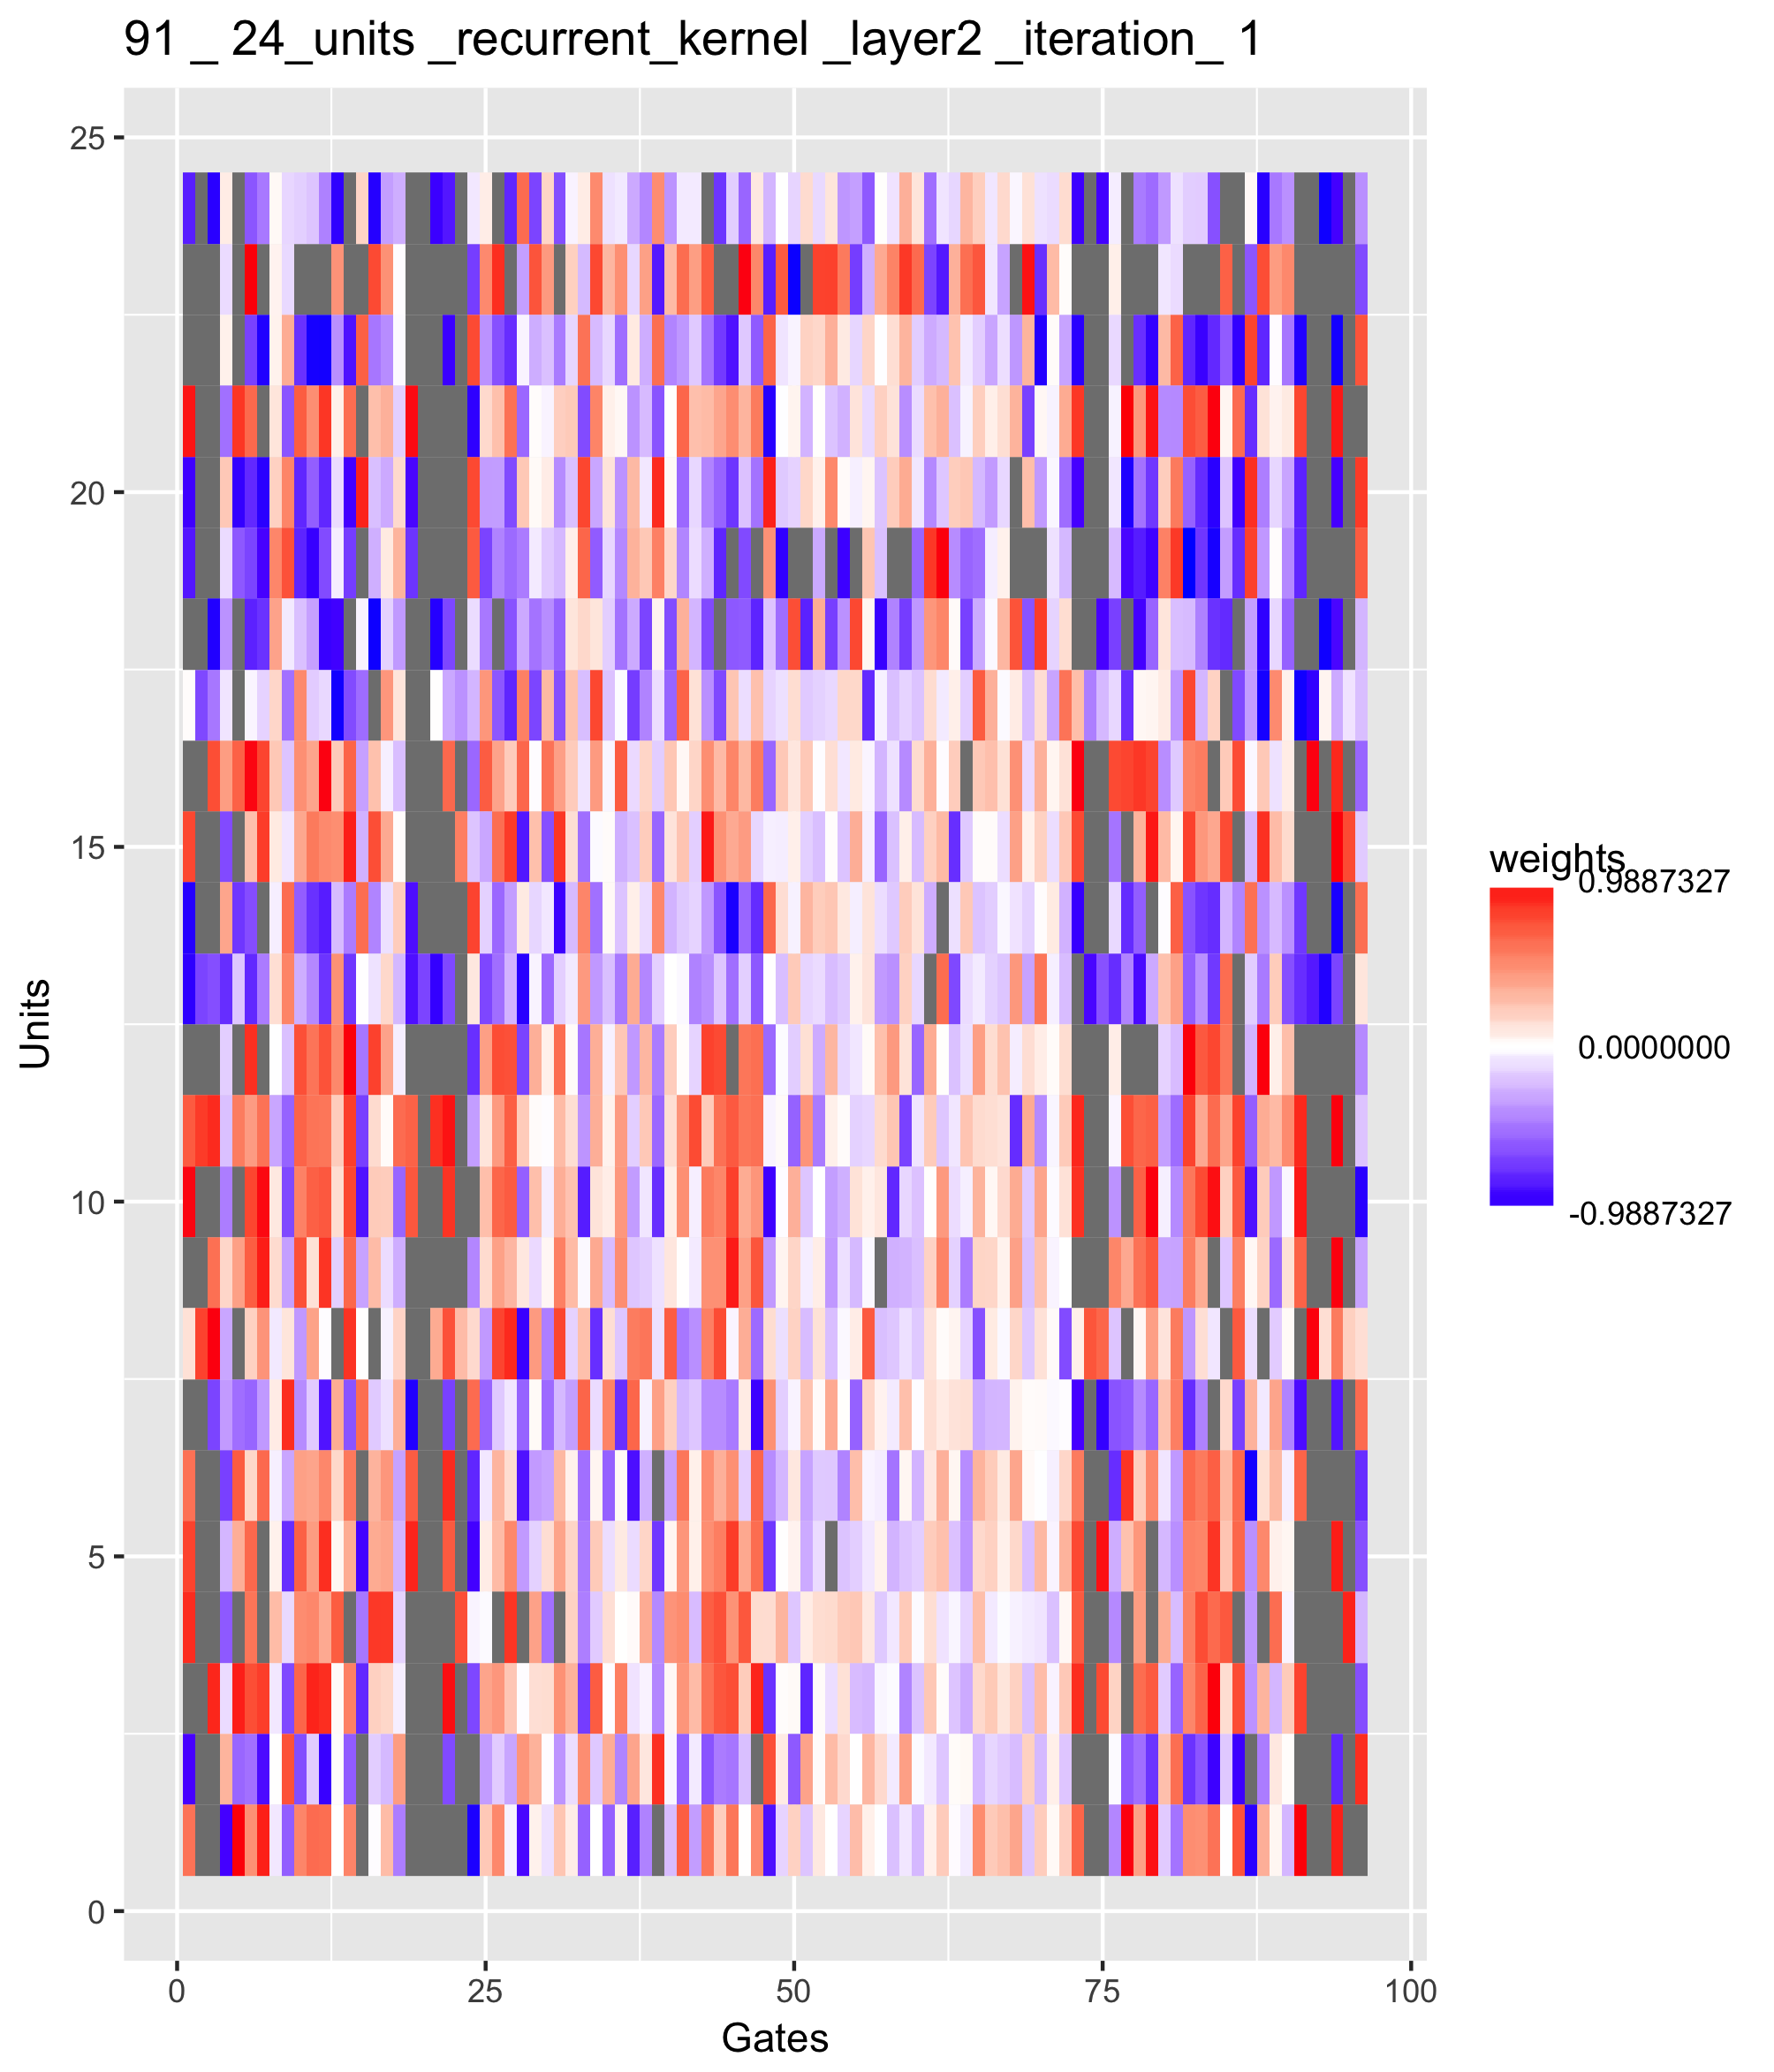 91 _ 24_units _recurrent_kernel _layer2 _iteration_ 1
25
20
15
10
5
0
Units
0 25 50 75 100
Gates
weights
0.9887327
0.0000000
-0.9887327